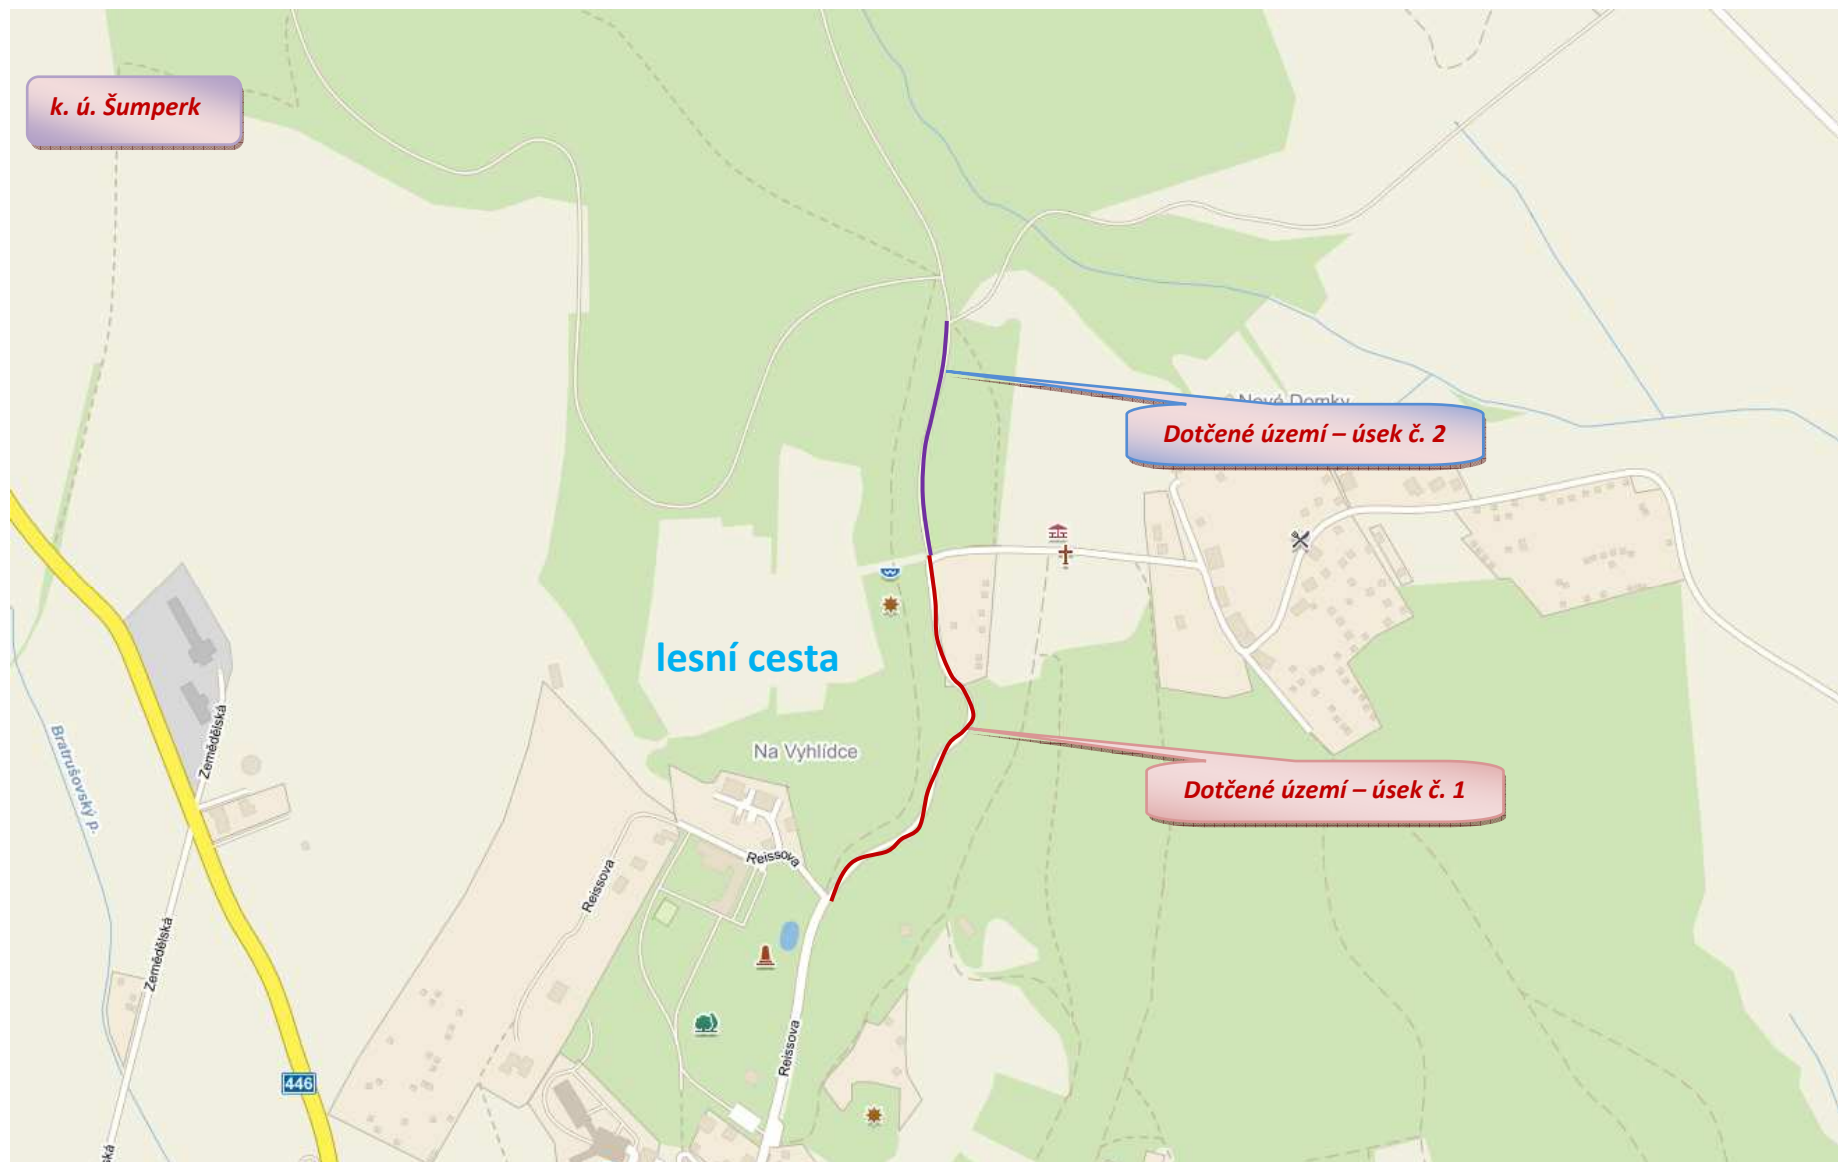 k. ú. Šumperk
Nové Domky
Dotčené území – úsek č. 2
lesní cesta
Zemědělská
Bratrušovský p.
Na Vyhlídce
Dotčené území – úsek č. 1
Reissova
Reissova
Zemědělská
Reissova
446
ská